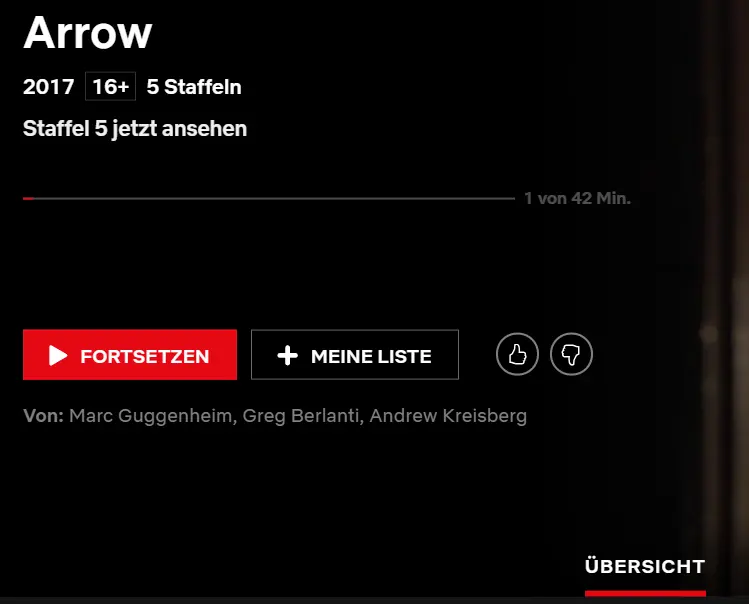 Arrow
2017 16+ 5 Staffeln
Staffel 5 jetzt ansehen
1 von 42 Min.
FORTSETZEN MEINE LISTE
Von: Marc Guggenheim, Greg Berlanti, Andrew Kreisberg
ÜBERSICHT